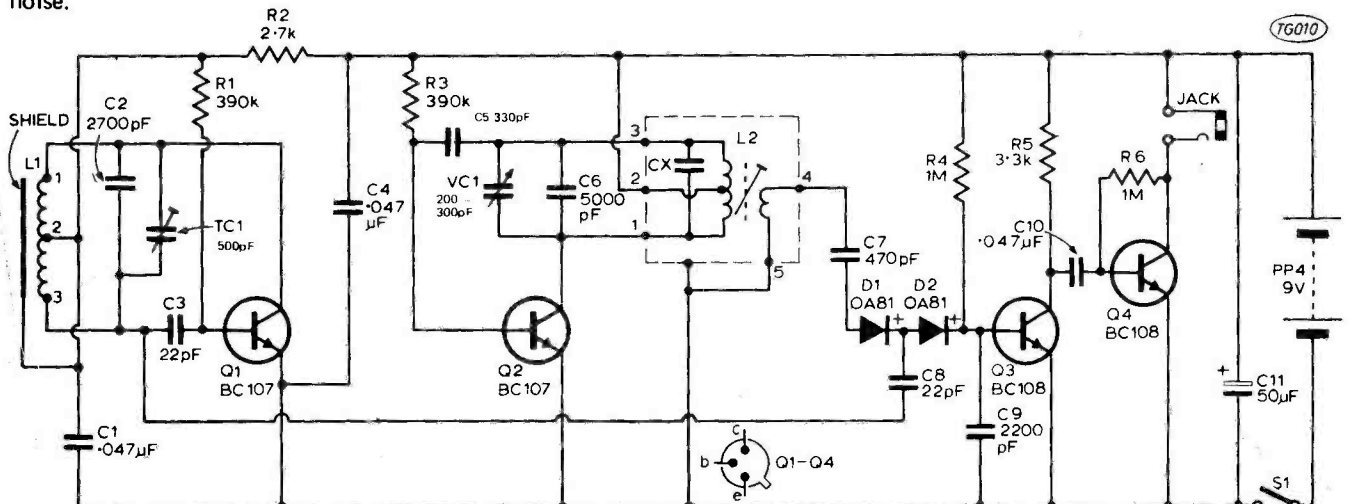 noise.
TG010
R2
2·7k
R1
390k
R3
390k
C2
2700pF
SHIELD
L1
1
2
3
TC1
500pF
C3
22pF
Q1
BC107
C1
·047µF
C4
·047
µF
C5 330pF
VC1
200 –
300pF
C6
5000
pF
Q2
BC107
3
2
1
CX
L2
4
5
C7
470pF
D1
OA81
D2
OA81
+
+
C8
22pF
R4
1M
R5
3·3k
C10
·047µF
R6
1M
JACK
Q3
BC108
Q4
BC108
C9
2200
pF
PP4
9V
+
C11
50µF
c
b
e
Q1-Q4
S1